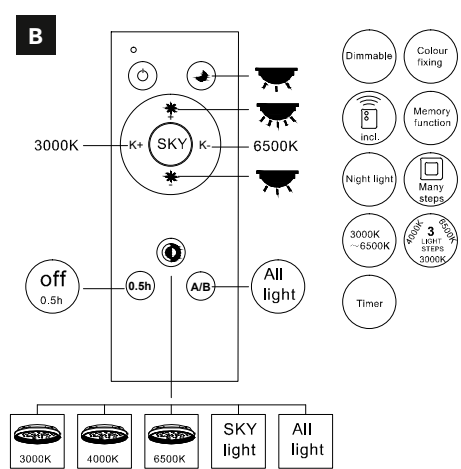 B
3000K
K+
SKY
K-
6500K
+
-
off
0.5h
0.5h
A/B
All
light
3000K
4000K
6500K
SKY
light
All
light
Dimmable
Colour
fixing
incl.
Memory
function
Night light
Many
steps
3000K
~6500K
4000K
6500K
3
LIGHT
STEPS
3000K
Timer